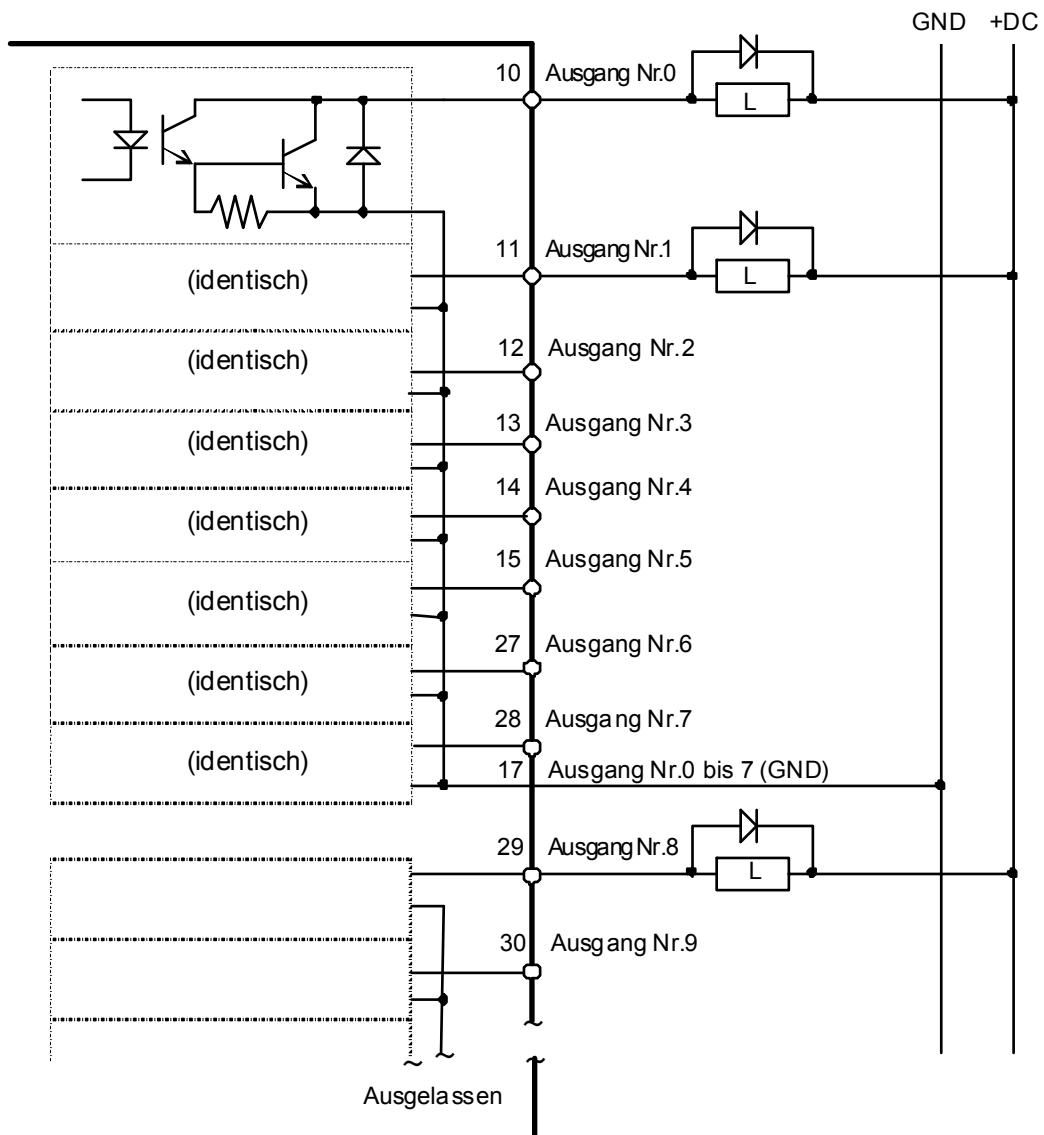 GND +DC
10 Ausgang Nr.0
L
11 Ausgang Nr.1
L
(identisch)
12 Ausgang Nr.2
(identisch)
13 Ausgang Nr.3
(identisch)
14 Ausgang Nr.4
(identisch)
15 Ausgang Nr.5
(identisch)
27 Ausgang Nr.6
(identisch)
28 Ausgang Nr.7
(identisch)
17 Ausgang Nr.0 bis 7 (GND)
29 Ausgang Nr.8
L
30 Ausgang Nr.9
Ausgelassen